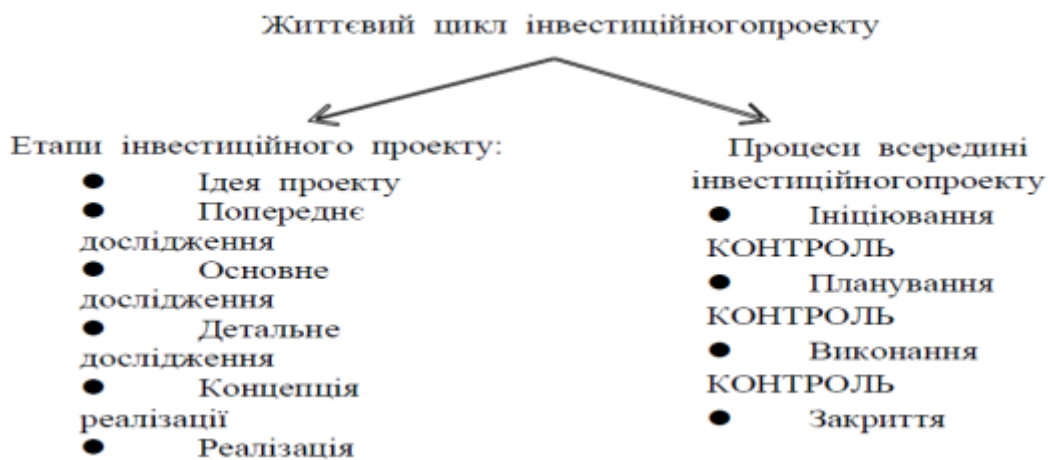 Життєвий цикл інвестиційногопроекту
Етапи інвестиційного проекту:
● Ідея проекту
● Попереднє
дослідження
● Основне
дослідження
● Детальне
дослідження
● Концепція
реалізації
● Реалізація
Процеси всередині
інвестиційногопроекту
● Ініціювання
КОНТРОЛЬ
● Планування
КОНТРОЛЬ
● Виконання
КОНТРОЛЬ
● Закриття